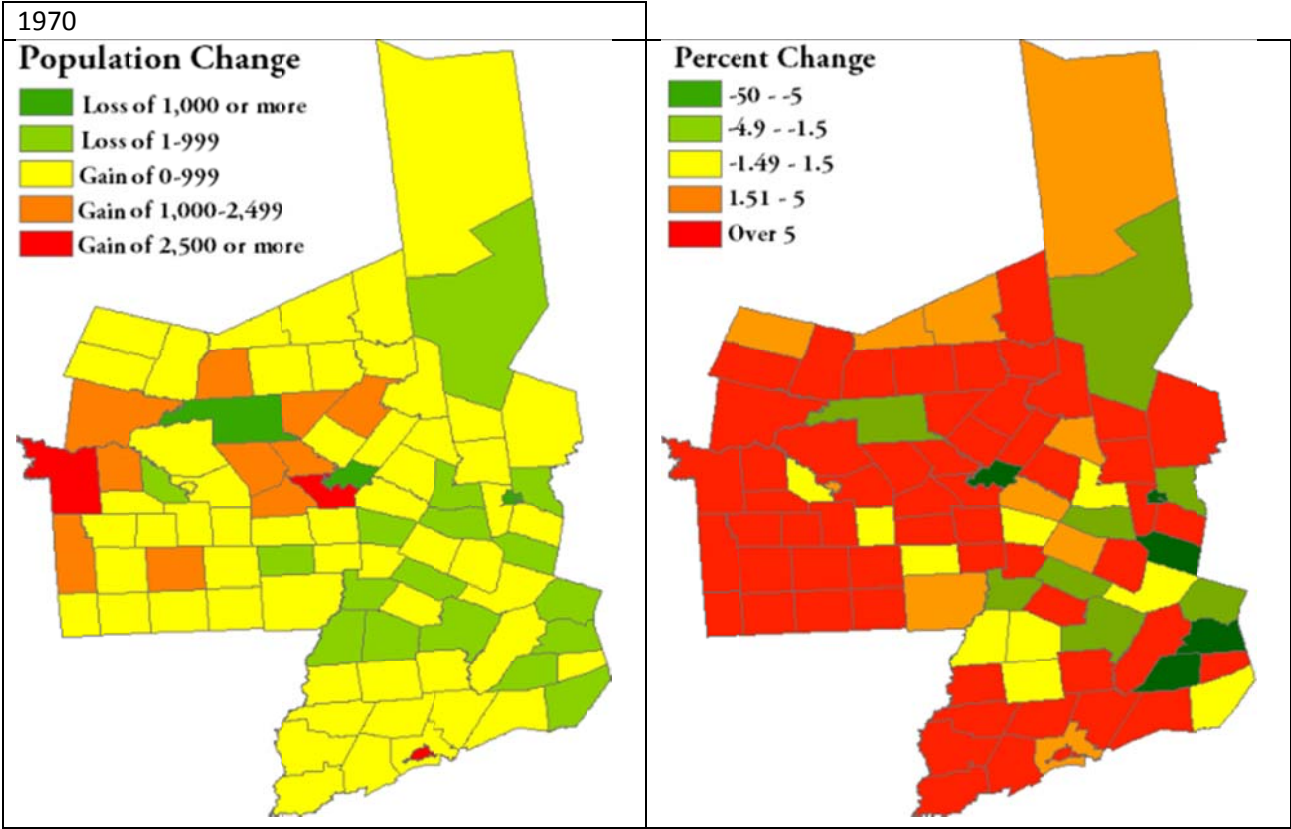 1970
Population Change
Loss of 1,000 or more
Loss of 1-999
Gain of 0-999
Gain of 1,000-2,499
Gain of 2,500 or more
Percent Change
-50 - -5
-4.9 - -1.5
-1.49 - 1.5
1.51 - 5
Over 5